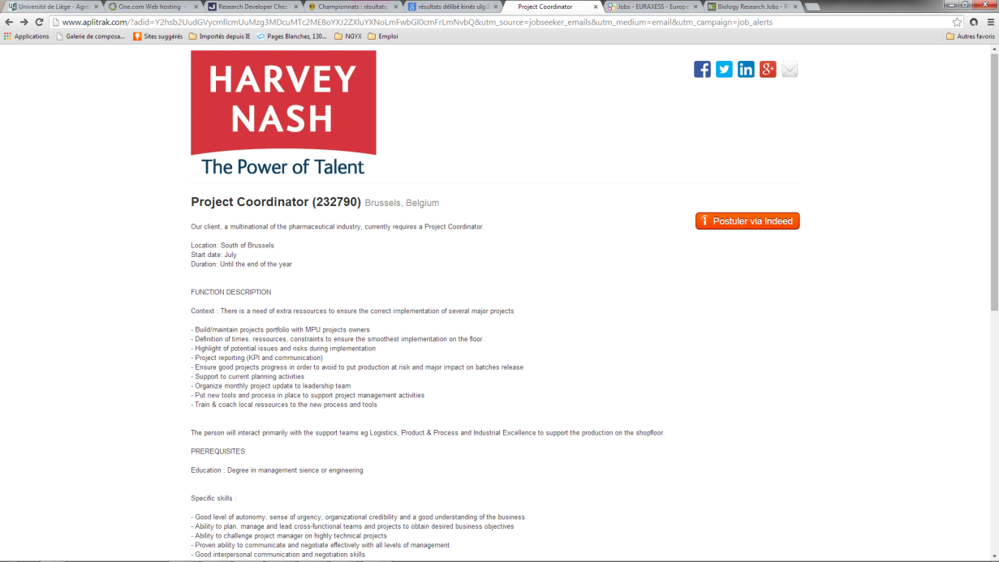 Université de Liège - Agré
One.com Web hosting -
Research Developer Chez
Championnats : résultats,
résultats délibé kinés ulg 2
Project Coordinator
Jobs - EURAXESS - Europe
Biology Research Jobs - R
www.aplitrak.com/?adid=Y2hsb2UudGVycmllcmUuMzg3MDcuMTc2MEBoYXJ2ZXluYXNoLmFwbGl0cmFrLmNvbQ&utm_source=jobseeker_emails&utm_medium=email&utm_campaign=job_alerts
Applications Galerie de composa... Sites suggérés Importés depuis IE Pages Blanches, 130... NGYX Emploi Autres favoris
HARVEY
NASH
The Power of Talent
Project Coordinator (232790) Brussels, Belgium
Postuler via Indeed
Our client, a multinational of the pharmaceutical industry, currently requires a Project Coordinator.
Location: South of Brussels
Start date: July
Duration: Until the end of the year
FUNCTION DESCRIPTION
Context : There is a need of extra ressources to ensure the correct implementation of several major projects
- Build/maintain projects portfolio with MPU projects owners
- Definition of times, ressources, constraints to ensure the smoothest implementation on the floor.
- Highlight of potential issues and risks during implementation
- Project reporting (KPI and communication)
- Ensure good projects progress in order to avoid to put production at risk and major impact on batches release
- Support to current planning activities
- Organize monthly project update to leadership team
- Put new tools and process in place to support project management activities
- Train & coach local ressources to the new process and tools
The person will interact primarily with the support teams eg Logistics, Product & Process and Industrial Excellence to support the production on the shopfloor.
PREREQUISITES
Education : Degree in management sience or engineering
Specific skills :
- Good level of autonomy, sense of urgency, organizational credibility and a good understanding of the business.
- Ability to plan, manage and lead cross-functional teams and projects to obtain desired business objectives
- Ability to challenge project manager on highly technical projects
- Proven ability to communicate and negotiate effectively with all levels of management
- Good interpersonal communication and negotiation skills